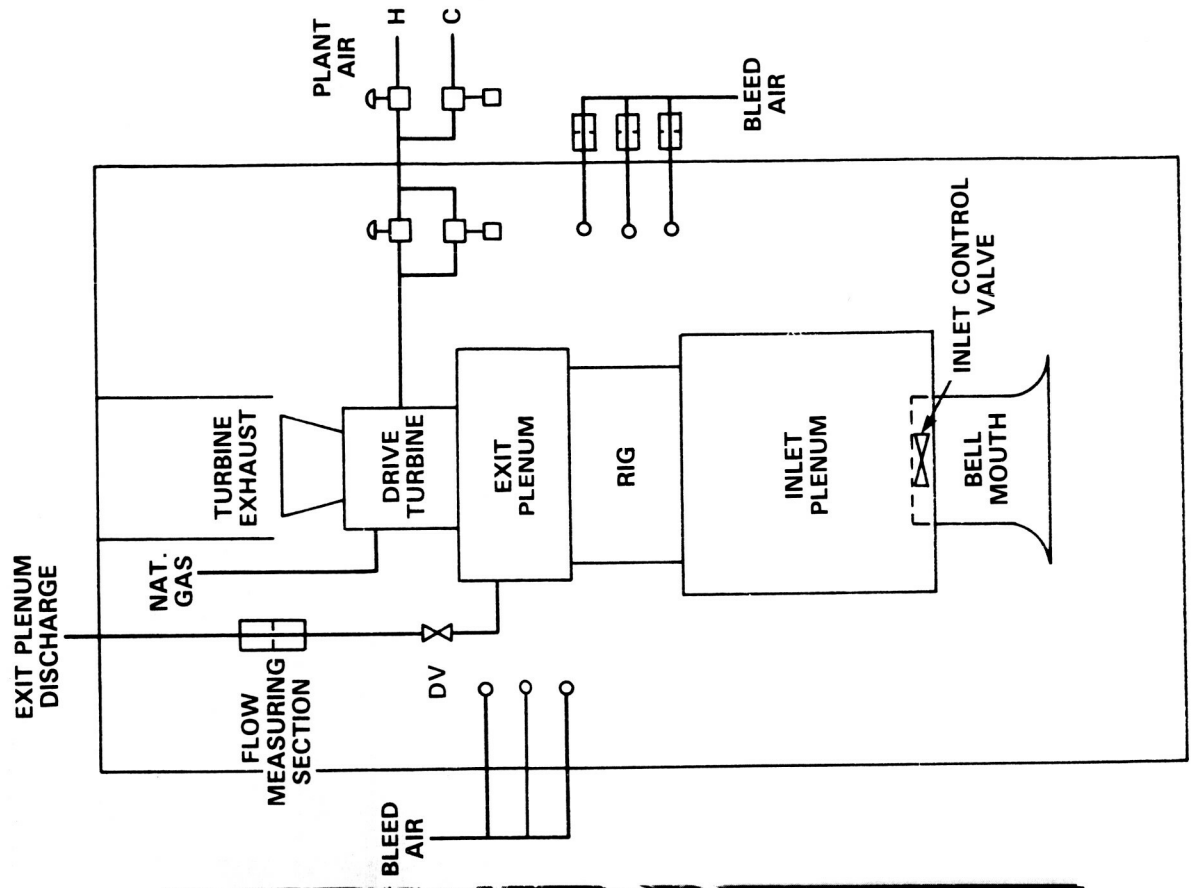 EXIT PLENUM
DISCHARGE
NAT.
GAS
TURBINE
EXHAUST
PLANT
AIR
H
C
FLOW
MEASURING
SECTION
DV
DRIVE
TURBINE
EXIT
PLENUM
RIG
INLET
PLENUM
BELL
MOUTH
INLET CONTROL
VALVE
BLEED
AIR
BLEED
AIR